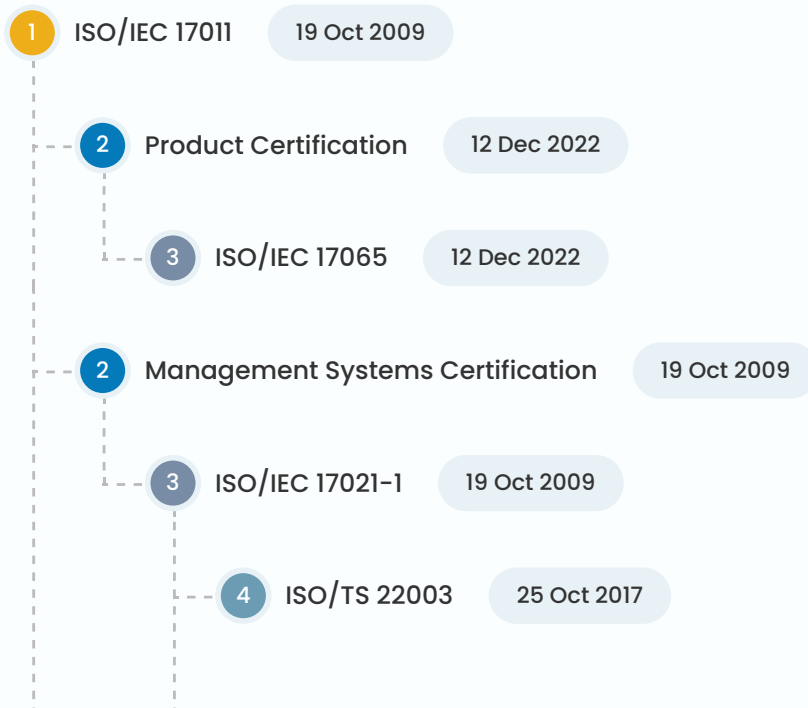 1 ISO/IEC 17011 19 Oct 2009
2 Product Certification 12 Dec 2022
3 ISO/IEC 17065 12 Dec 2022
2 Management Systems Certification 19 Oct 2009
3 ISO/IEC 17021-1 19 Oct 2009
4 ISO/TS 22003 25 Oct 2017